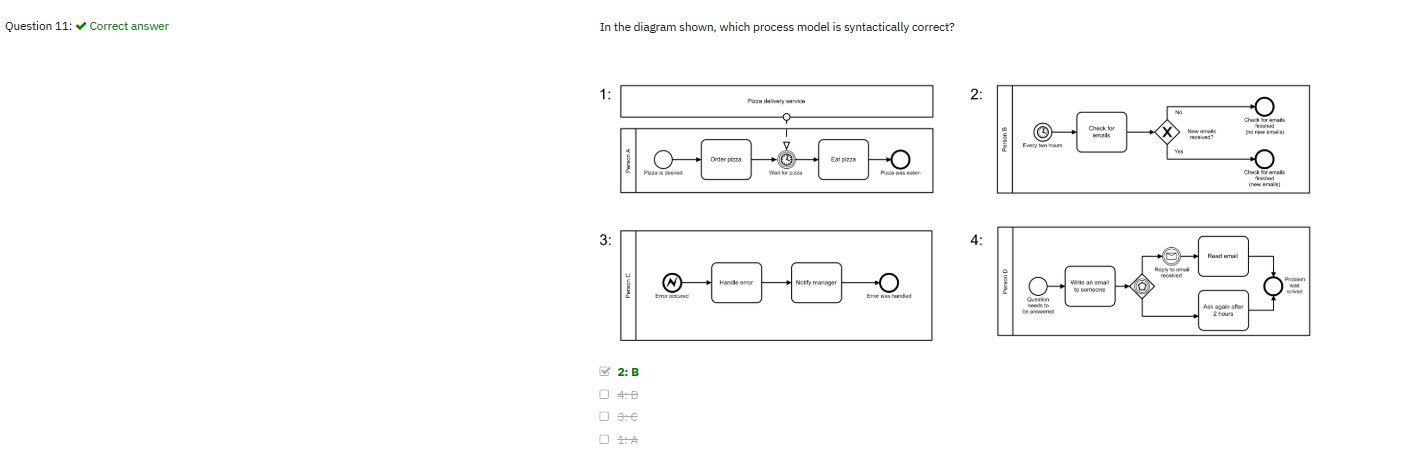 Question 11: ✔ Correct answer
In the diagram shown, which process model is syntactically correct?
1:
Pizza delivery service
Person A
Pizza is desired
Order pizza
Wait for pizza
Eat pizza
Pizza was eaten
2:
Person B
Every two hours
Check for
emails
No
New emails
received?
Yes
Check for emails
finished
(no new emails)
Check for emails
finished
(new emails)
3:
Person C
Error occured
Handle error
Notify manager
Error was handled
4:
Person D
Question
needs to
be answered
Write an email
to someone
Reply to email
received
Read email
Ask again after
2 hours
Problem
was
solved
2: B
4: D
3: C
1: A